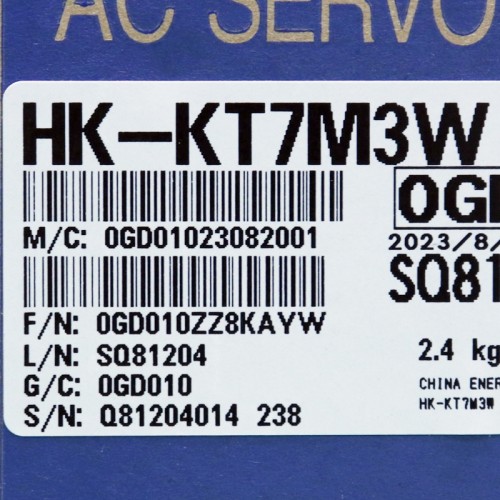 AC SERVO
HK-KT7M3W
M/C: 0GD01023082001
2023/8/
F/N: 0GD010ZZ8KAYW
SQ81
L/N: SQ81204
2.4 kg
G/C: 0GD010
CHINA ENER
S/N: Q81204014 238
HK-KT7M3W